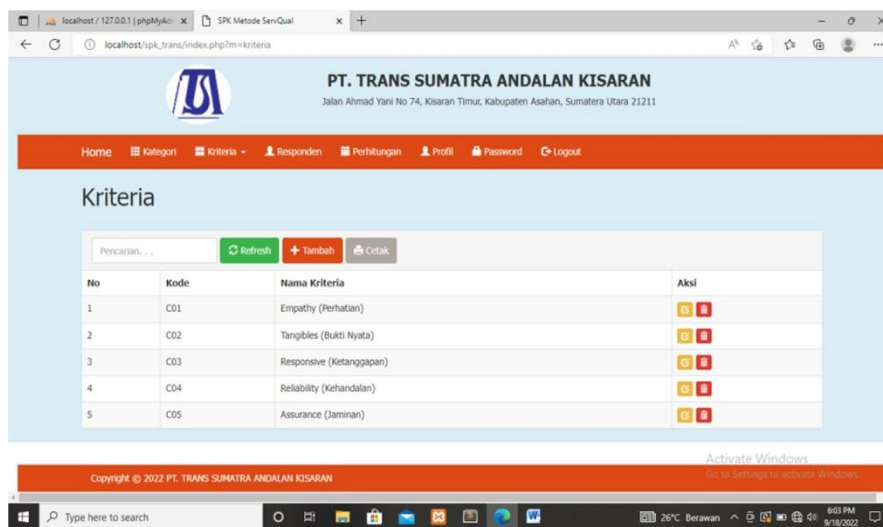 localhost / 127.0.0.1 | phpMyAdr
SPK Metode ServQual
localhost/spk_trans/index.php?m=kriteria
PT. TRANS SUMATRA ANDALAN KISARAN
Jalan Ahmad Yani No 74, Kisaran Timur, Kabupaten Asahan, Sumatera Utara 21211
Home Kategori Kriteria Responden Perhitungan Profil Password Logout
Kriteria
Pencarian. . . Refresh Tambah Cetak
No Kode Nama Kriteria Aksi
1 C01 Empathy (Perhatian)
2 C02 Tangibles (Bukti Nyata)
3 C03 Responsive (Ketanggapan)
4 C04 Reliability (Kehandalan)
5 C05 Assurance (Jaminan)
Activate Windows
Go to Settings to activate Windows.
Copyright © 2022 PT. TRANS SUMATRA ANDALAN KISARAN
Type here to search
26°C Berawan
6:03 PM
9/18/2022